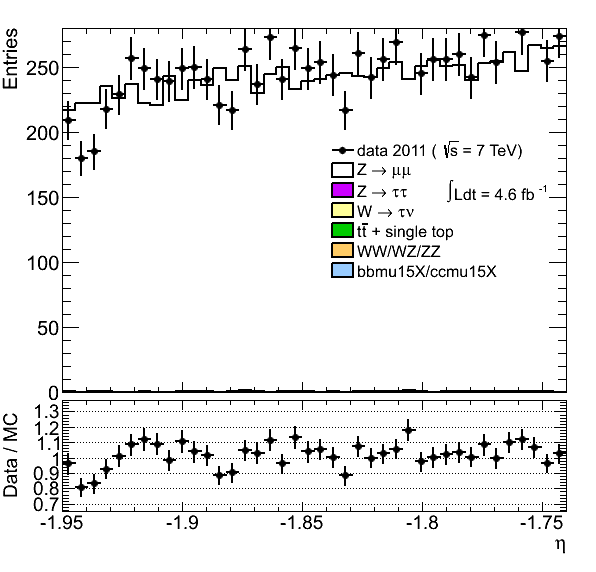 Entries
250
200
150
100
50
0
data 2011 ( √s = 7 TeV)
Z → μμ
Z → ττ
∫Ldt = 4.6 fb⁻¹
W → τν
tt̄ + single top
WW/WZ/ZZ
bbmu15X/ccmu15X
Data / MC
1.3
1.2
1.1
1
0.9
0.8
0.7
-1.95 -1.9 -1.85 -1.8 -1.75
η